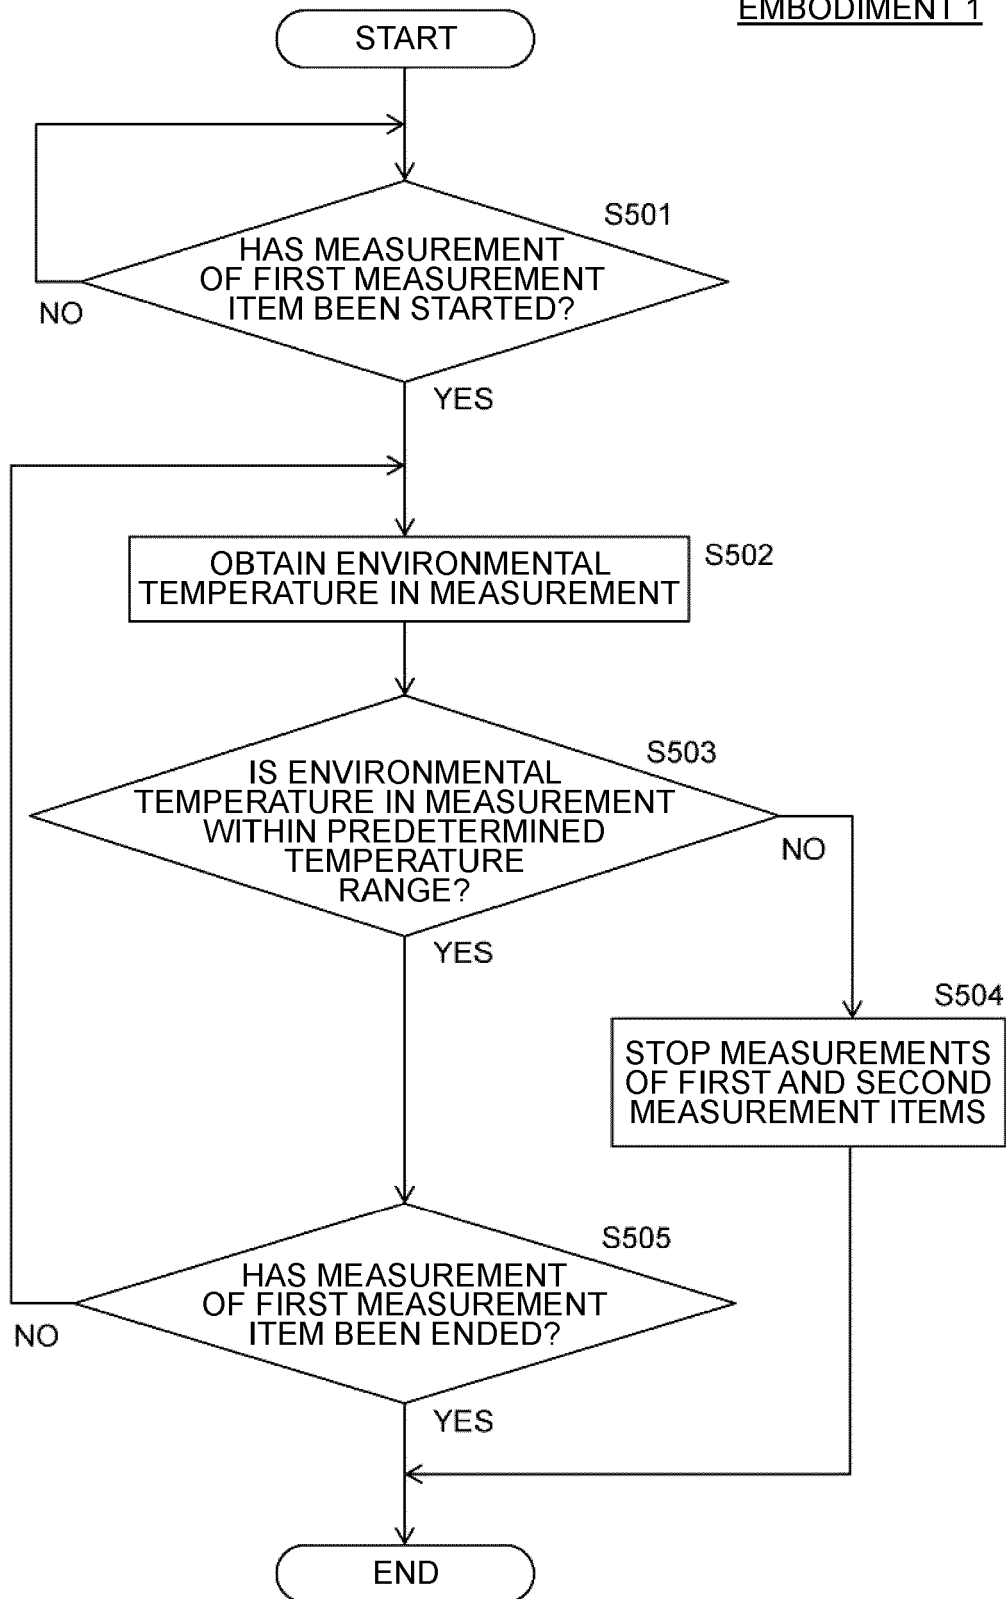 EMBODIMENT 1
START
S501
HAS MEASUREMENT
OF FIRST MEASUREMENT
ITEM BEEN STARTED?
NO
YES
S502
OBTAIN ENVIRONMENTAL
TEMPERATURE IN MEASUREMENT
S503
IS ENVIRONMENTAL
TEMPERATURE IN MEASUREMENT
WITHIN PREDETERMINED
TEMPERATURE
RANGE?
NO
YES
S504
STOP MEASUREMENTS
OF FIRST AND SECOND
MEASUREMENT ITEMS
S505
HAS MEASUREMENT
OF FIRST MEASUREMENT
ITEM BEEN ENDED?
NO
YES
END